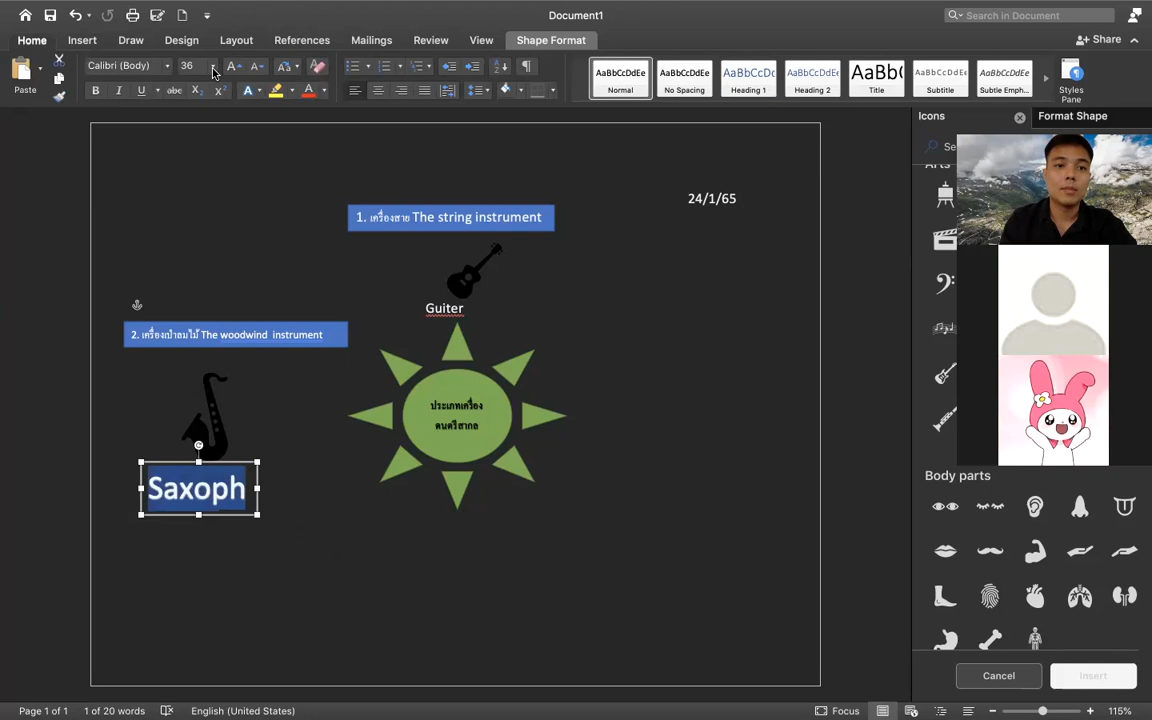 Document1
Search in Document
Home Insert Draw Design Layout References Mailings Review View Shape Format
Share
Paste
Calibri (Body) 36
AaBbCcDdEe AaBbCcDdEe AaBbCcDc AaBbCcDdEe AaBbC AaBbCcDdEe AaBbCcDdEe
Normal No Spacing Heading 1 Heading 2 Title Subtitle Subtle Emph...
Styles
Pane
Icons Format Shape
Arts
24/1/65
1. เครื่องสาย The string instrument
Guiter
2. เครื่องเป่าลมไม้ The woodwind instrument
ประเภทเครื่อง
ดนตรีสากล
Saxoph
Body parts
Cancel Insert
Page 1 of 1 1 of 20 words English (United States) Focus 115%